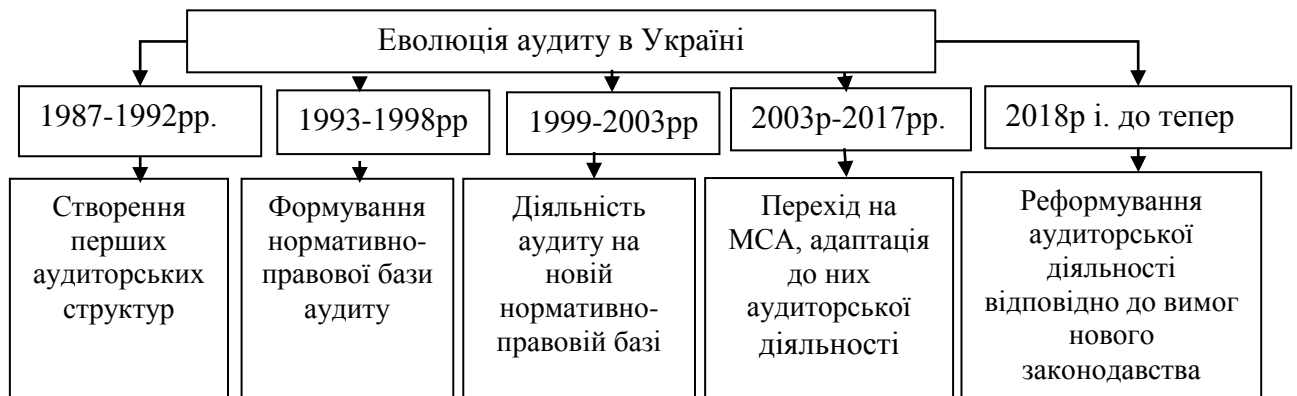 Еволюція аудиту в Україні
1987-1992рр.
1993-1998рр
1999-2003рр
2003р-2017рр.
2018р і. до тепер
Створення
перших
аудиторських
структур
Формування
нормативно-
правової бази
аудиту
Діяльність
аудиту на
новій
нормативно-
правовій базі
Перехід на
МСА, адаптація
до них
аудиторської
діяльності
Реформування
аудиторської
діяльності
відповідно до вимог
нового
законодавства